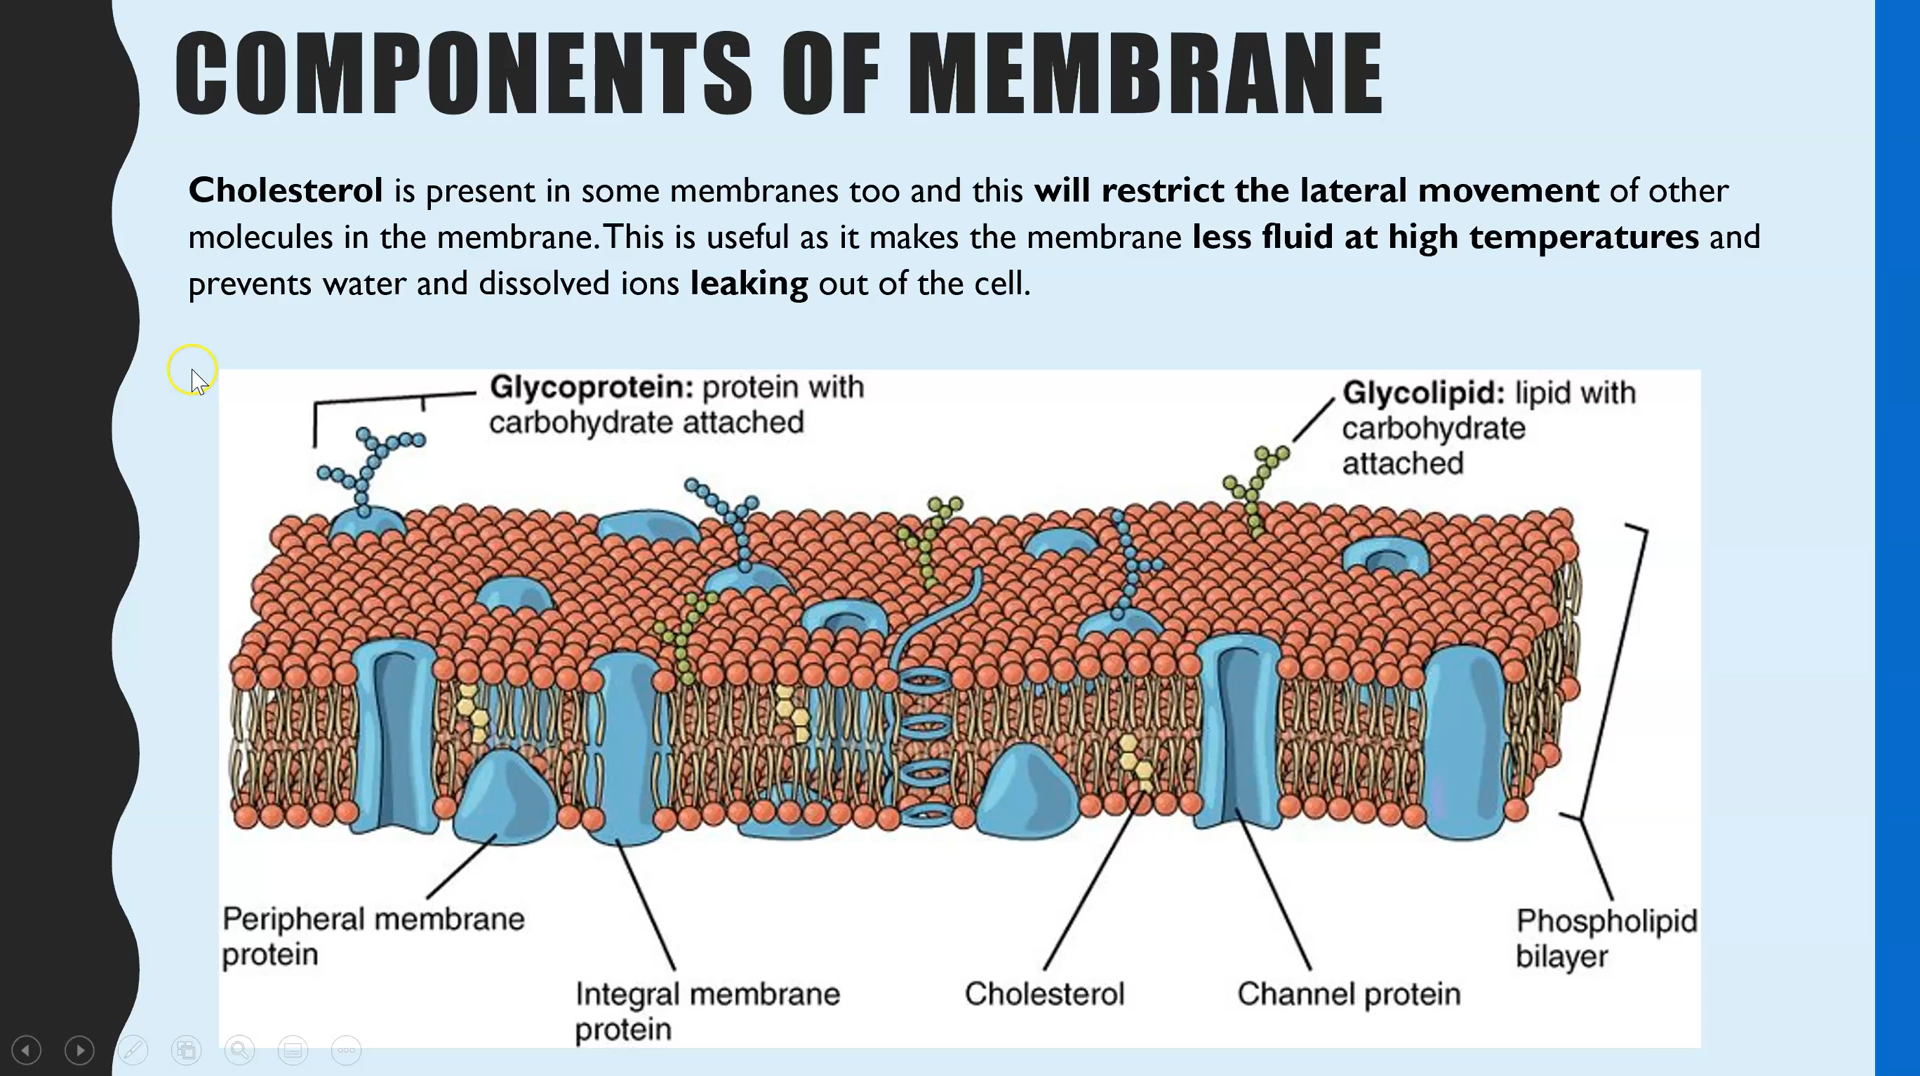 COMPONENTS OF MEMBRANE
Cholesterol is present in some membranes too and this will restrict the lateral movement of other
molecules in the membrane. This is useful as it makes the membrane less fluid at high temperatures and
prevents water and dissolved ions leaking out of the cell.
Glycoprotein: protein with
carbohydrate attached
Glycolipid: lipid with
carbohydrate
attached
Peripheral membrane
protein
Integral membrane
protein
Cholesterol
Channel protein
Phospholipid
bilayer